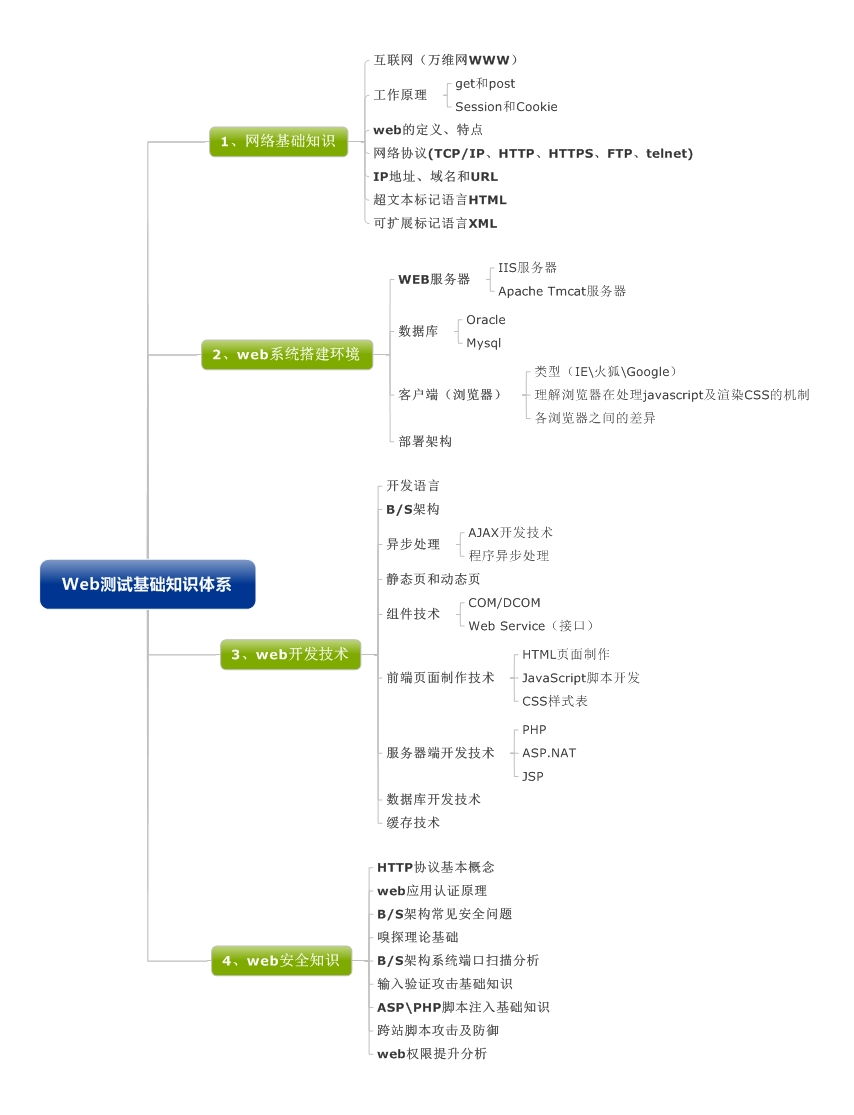 互联网（万维网WWW）
get和post
工作原理
Session和Cookie
web的定义、特点
1、网络基础知识
网络协议(TCP/IP、HTTP、HTTPS、FTP、telnet)
IP地址、域名和URL
超文本标记语言HTML
可扩展标记语言XML
IIS服务器
WEB服务器
Apache Tmcat服务器
Oracle
数据库
Mysql
2、web系统搭建环境
类型（IE\火狐\Google）
客户端（浏览器）
理解浏览器在处理javascript及渲染CSS的机制
各浏览器之间的差异
部署架构
开发语言
B/S架构
AJAX开发技术
异步处理
程序异步处理
静态页和动态页
Web测试基础知识体系
COM/DCOM
组件技术
Web Service（接口）
3、web开发技术
HTML页面制作
前端页面制作技术
JavaScript脚本开发
CSS样式表
PHP
服务器端开发技术
ASP.NAT
JSP
数据库开发技术
缓存技术
HTTP协议基本概念
web应用认证原理
B/S架构常见安全问题
嗅探理论基础
4、web安全知识
B/S架构系统端口扫描分析
输入验证攻击基础知识
ASP\PHP脚本注入基础知识
跨站脚本攻击及防御
web权限提升分析